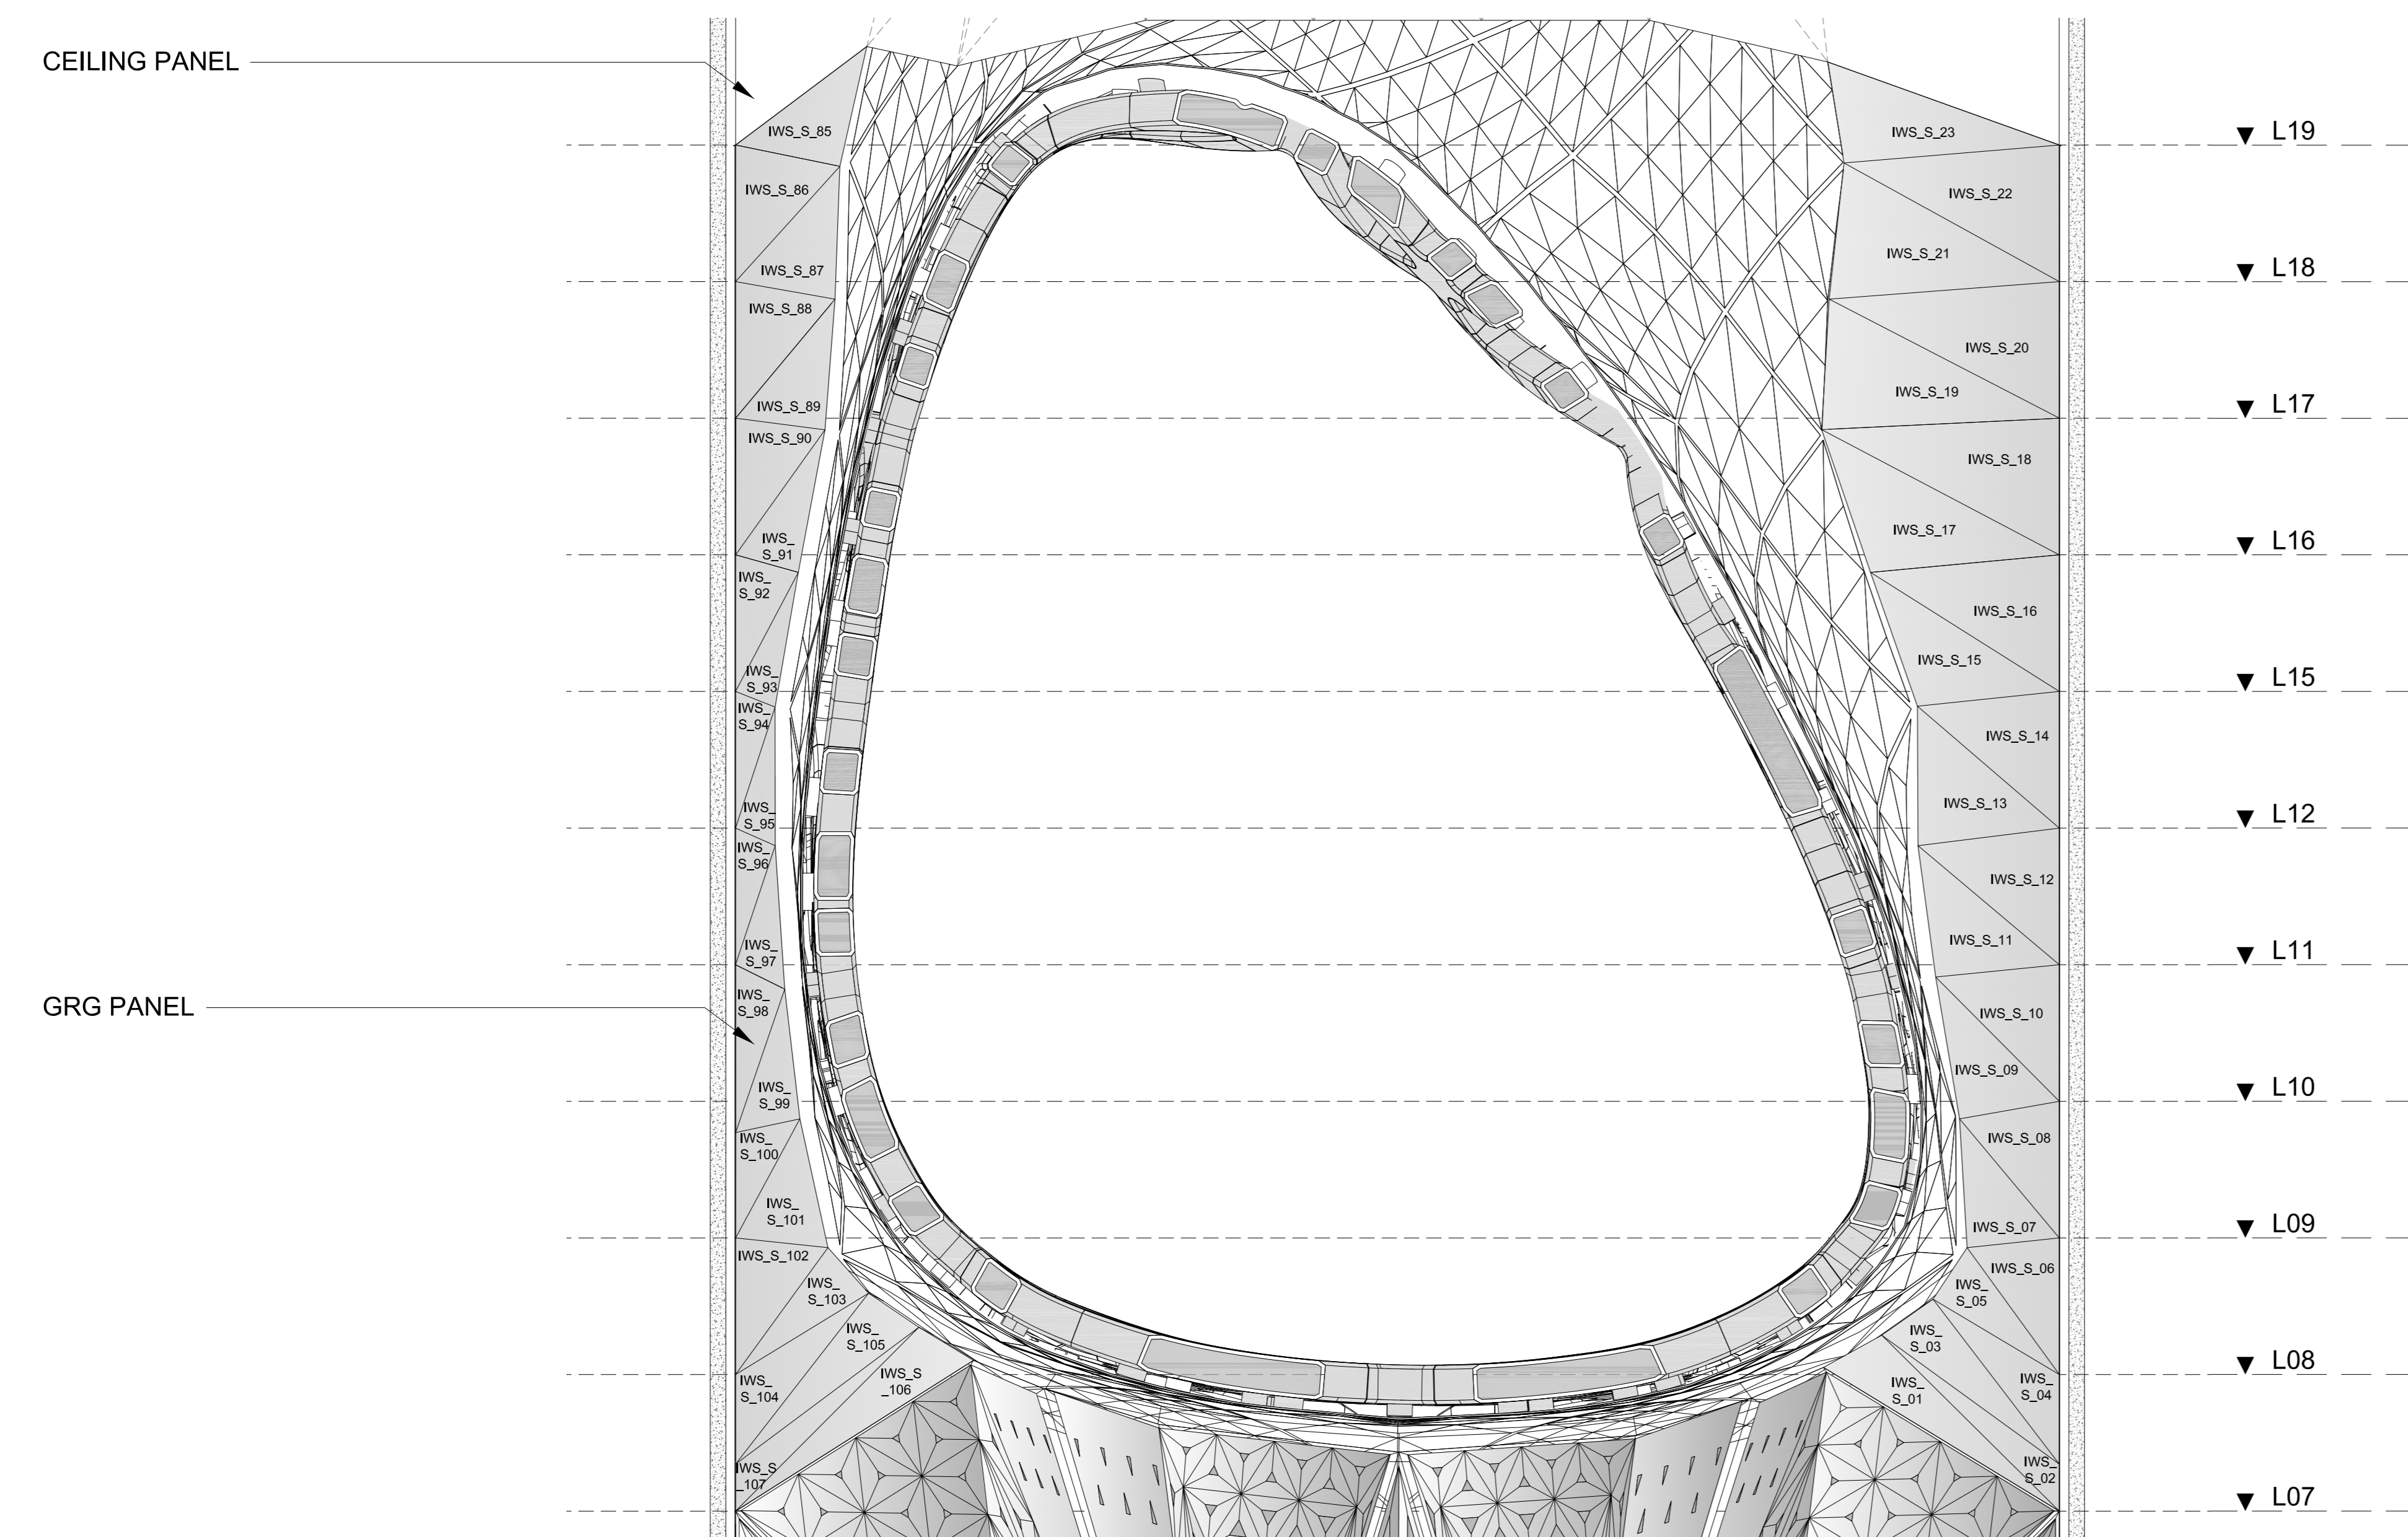 CEILING PANEL
GRG PANEL
IWS_S_85
IWS_S_86
IWS_S_87
IWS_S_88
IWS_S_89
IWS_S_90
IWS_
S_91
IWS_
S_92
IWS_
S_93
IWS_
S_94
IWS_
S_95
IWS_
S_96
IWS_
S_97
IWS_
S_98
IWS_
S_99
IWS_
S_100
IWS_
S_101
IWS_S_102
IWS_
S_103
IWS_
S_105
IWS_S
_106
IWS_
S_104
IWS_S
_107
IWS_S_23
IWS_S_22
IWS_S_21
IWS_S_20
IWS_S_19
IWS_S_18
IWS_S_17
IWS_S_16
IWS_S_15
IWS_S_14
IWS_S_13
IWS_S_12
IWS_S_11
IWS_S_10
IWS_S_09
IWS_S_08
IWS_S_07
IWS_S_06
IWS_
S_05
IWS_
S_03
IWS_
S_04
IWS_
S_01
IWS_
S_02
L19
L18
L17
L16
L15
L12
L11
L10
L09
L08
L07